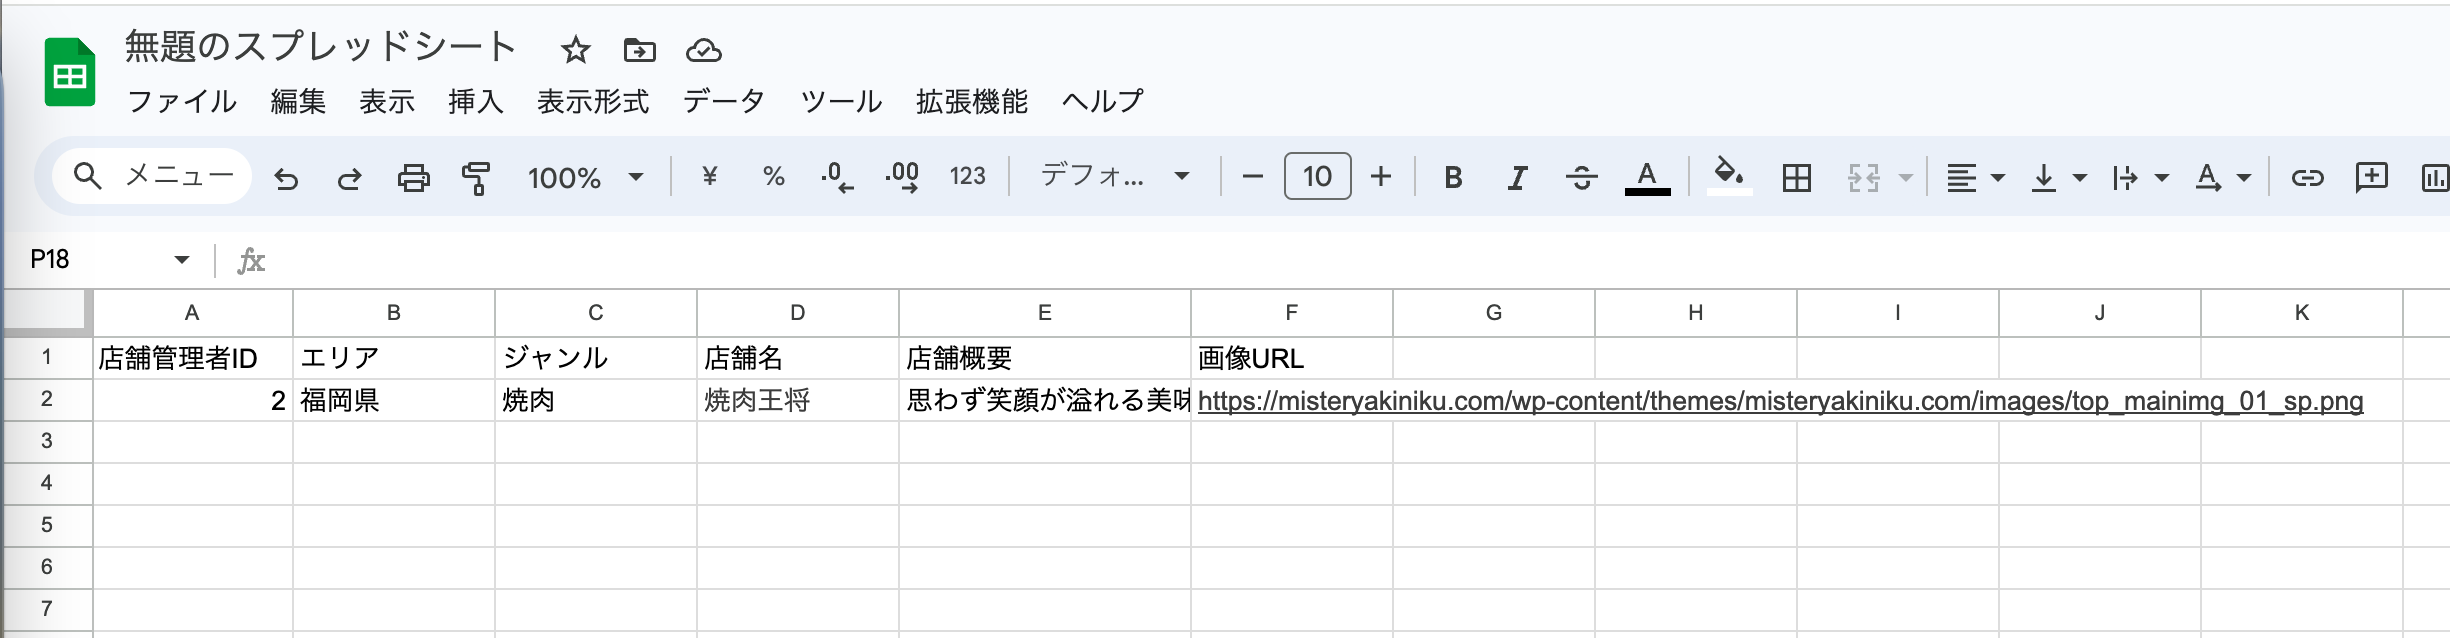 無題のスプレッドシート
ファイル 編集 表示 挿入 表示形式 データ ツール 拡張機能 ヘルプ
メニュー 100% ¥ % .0 .00 123 デフォ... 10 B I A A
P18 fx
A B C D E F G H I J K
1 店舗管理者ID エリア ジャンル 店舗名 店舗概要 画像URL
2 2 福岡県 焼肉 焼肉王将 思わず笑顔が溢れる美味 https://misteryakiniku.com/wp-content/themes/misteryakiniku.com/images/top_mainimg_01_sp.png
3
4
5
6
7